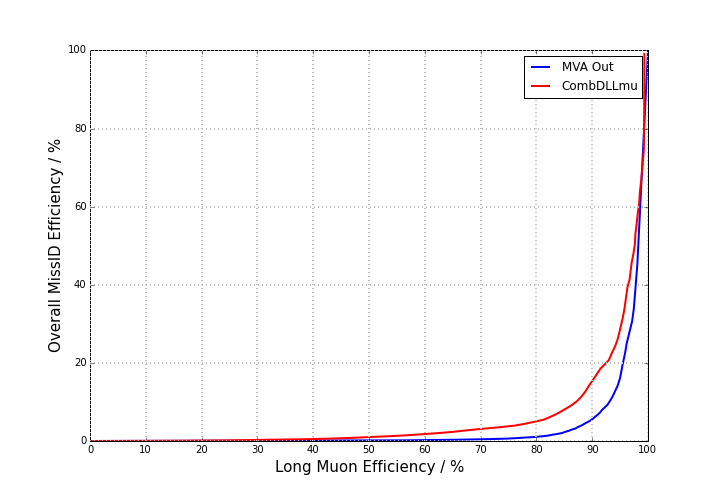 100
80
60
40
20
0
Overall MissID Efficiency / %
MVA Out
CombDLLmu
0 10 20 30 40 50 60 70 80 90 100
Long Muon Efficiency / %